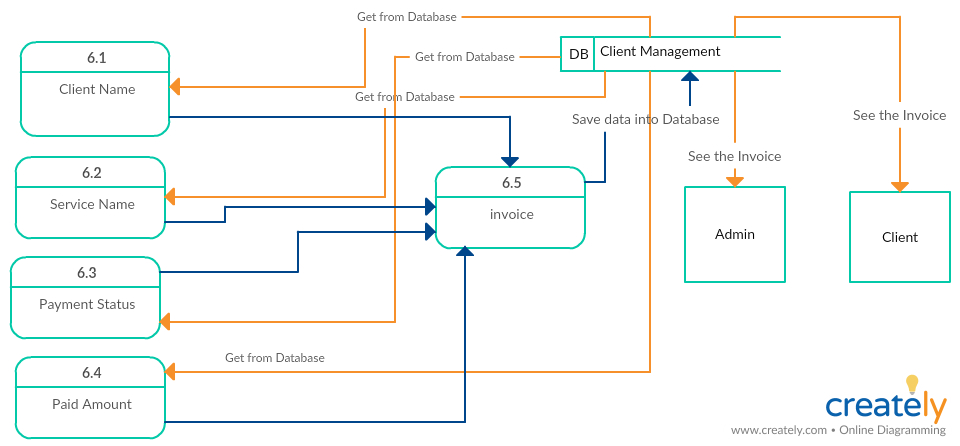 Get from Database
6.1
Client Name
Get from Database
DB
Client Management
Get from Database
Save data into Database
See the Invoice
See the Invoice
6.2
Service Name
6.5
invoice
Admin
Client
6.3
Payment Status
Get from Database
6.4
Paid Amount
creately
www.creately.com • Online Diagramming